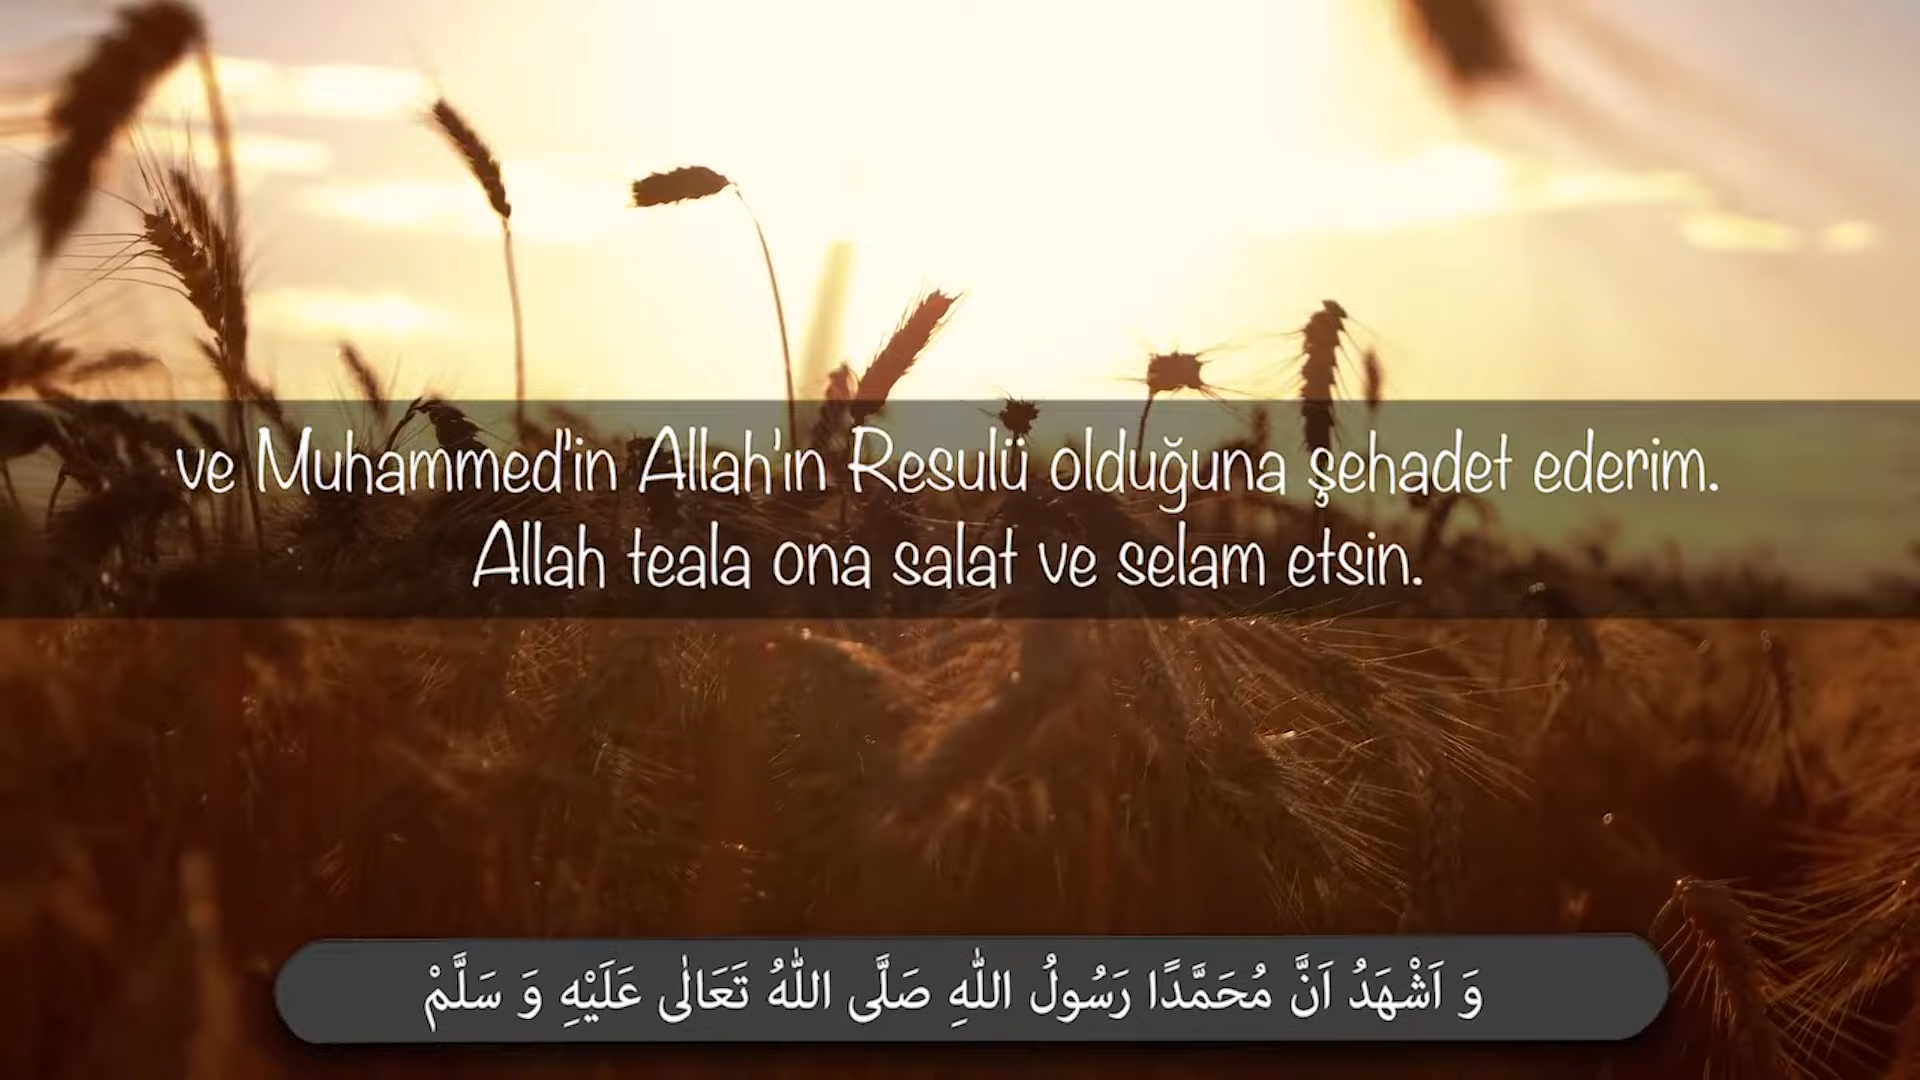 ve Muhammed'in Allah'ın Resulü olduğuna şehadet ederim.
Allah teala ona salat ve selam etsin.
وَ اَشْهَدُ اَنَّ مُحَمَّدًا رَسُولُ اللّٰهِ صَلَّى اللّٰهُ تَعَالٰى عَلَيْهِ وَ سَلَّمْ